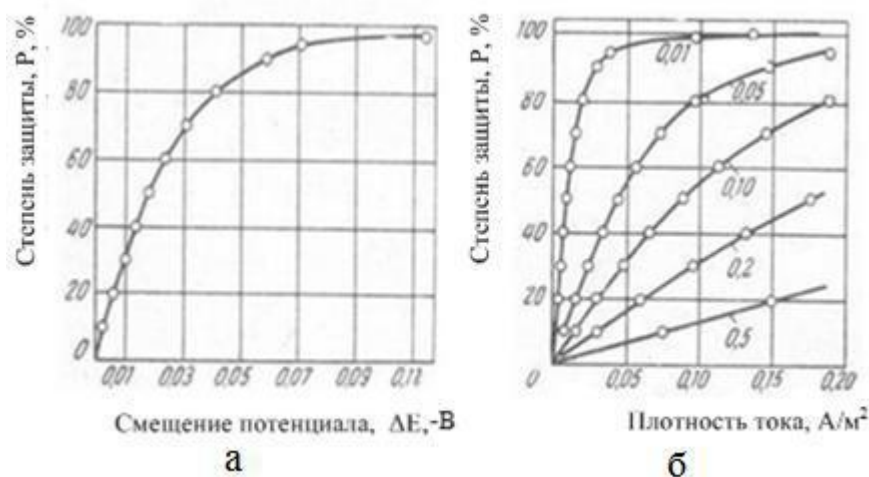 Степень защиты, Р, %
100
80
60
40
20
0
0,01 0,03 0,05 0,07 0,09 0,11
Смещение потенциала, ΔЕ,-В
а
Степень защиты, Р, %
100
80
60
40
20
0
0,01
0,05
0,10
0,2
0,5
0,05 0,10 0,15 0,20
Плотность тока, А/м²
б